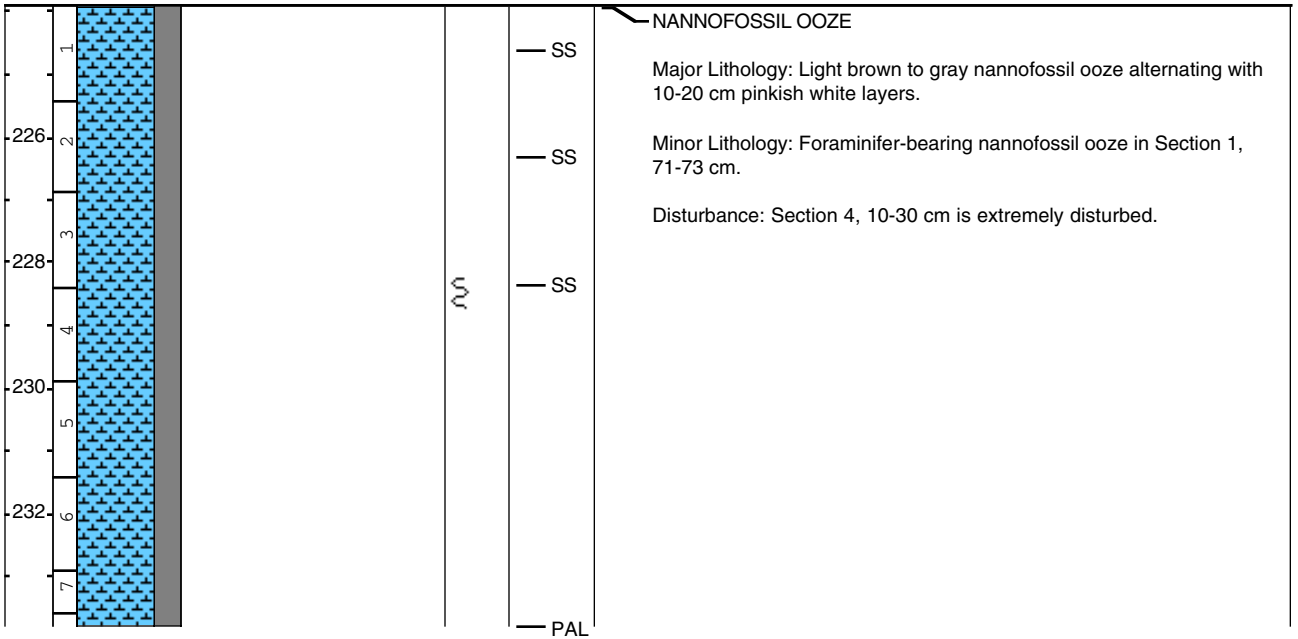 NANNOFOSSIL OOZE
1
SS
Major Lithology: Light brown to gray nannofossil ooze alternating with
10-20 cm pinkish white layers.
226
2
SS
Minor Lithology: Foraminifer-bearing nannofossil ooze in Section 1,
71-73 cm.
Disturbance: Section 4, 10-30 cm is extremely disturbed.
3
228
SS
4
230
5
232
6
7
PAL